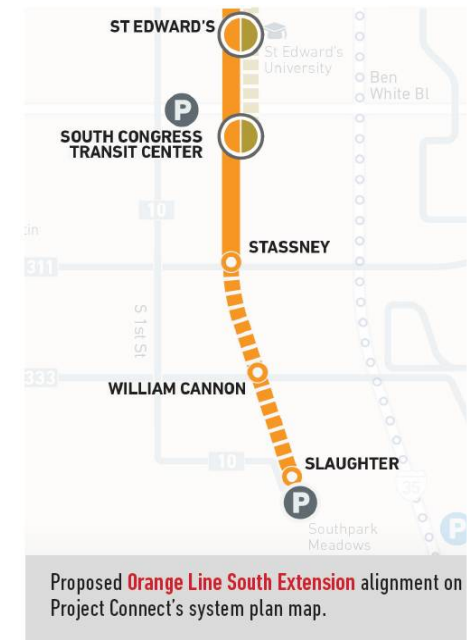 ST EDWARD'S
St Edward's
University
Ben
White Bl
P
SOUTH CONGRESS
TRANSIT CENTER
10
in
STASSNEY
311
S 1st St
333
WILLIAM CANNON
10
SLAUGHTER
35
P
P
Southpark
Meadows
Proposed Orange Line South Extension alignment on
Project Connect's system plan map.